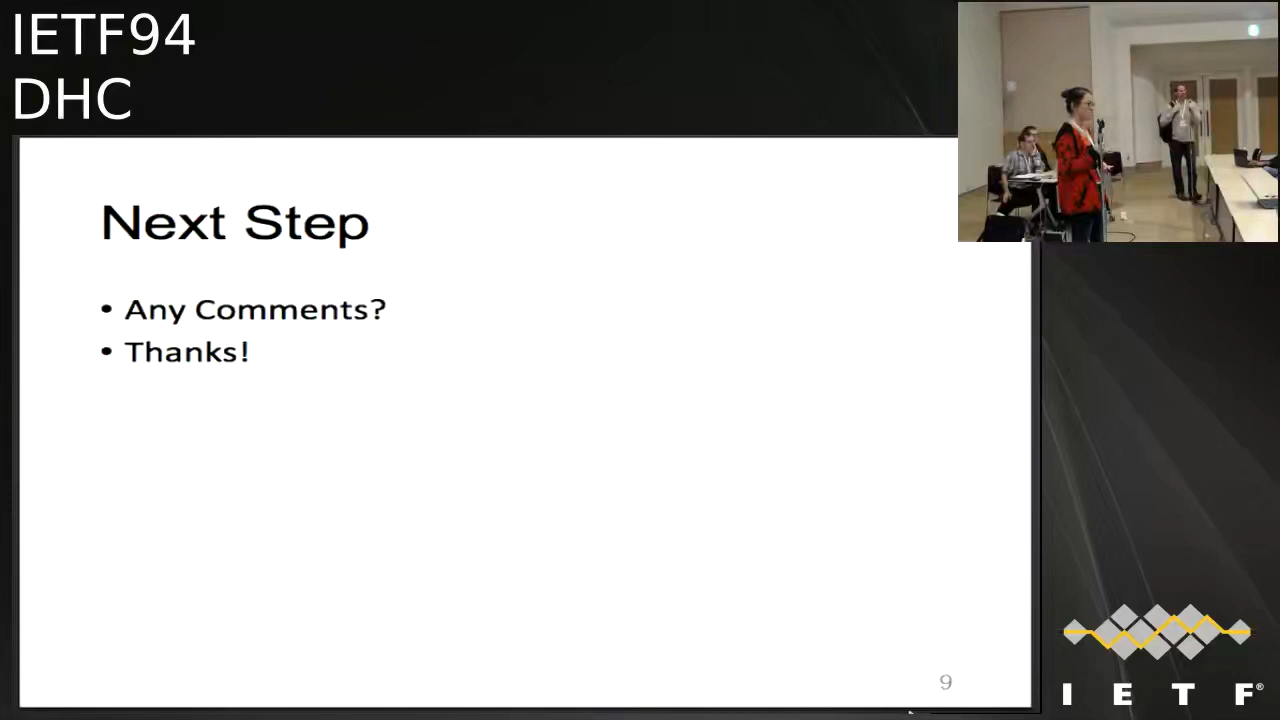 IETF94
DHC
Next Step
• Any Comments?
• Thanks!
9
I E T F®